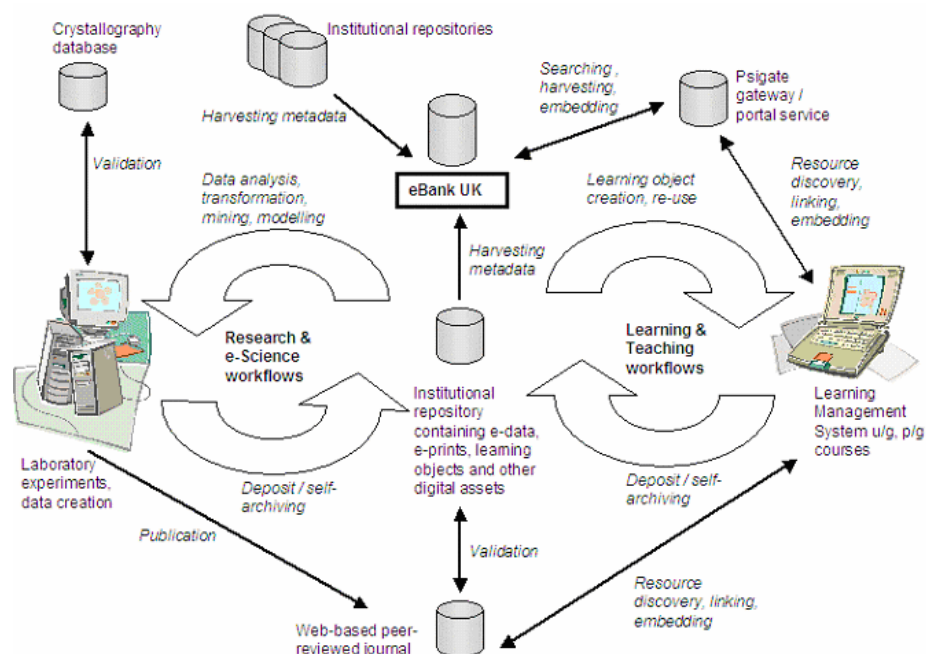 Crystallography
database
Institutional repositories
Searching ,
harvesting,
embedding
Psigate
gateway /
portal service
Harvesting metadata
Validation
eBank UK
Data analysis,
transformation,
mining, modelling
Learning object
creation, re-use
Resource
discovery,
linking,
embedding
Harvesting
metadata
Research &
e-Science
workflows
Learning &
Teaching
workflows
Institutional
repository
containing e-data,
e-prints, learning
objects and other
digital assets
Learning
Management
System u/g, p/g
courses
Laboratory
experiments,
data creation
Deposit / self-
archiving
Deposit / self-
archiving
Publication
Validation
Resource
discovery, linking,
embedding
Web-based peer-
reviewed journal